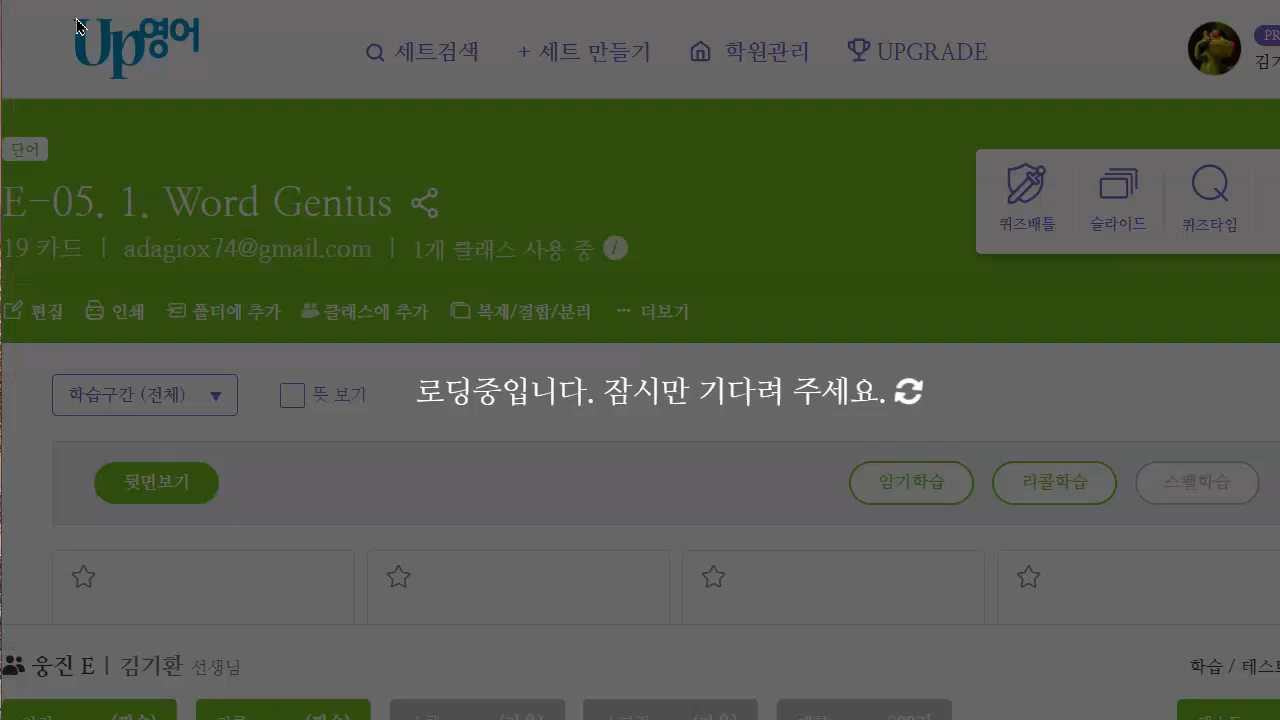 Up영어
세트검색
+ 세트 만들기
학원관리
UPGRADE
단어
E-05. 1. Word Genius
19 카드 | adagiox74@gmail.com | 1개 클래스 사용 중
퀴즈배틀
슬라이드
퀴즈타임
편집
인쇄
폴더에 추가
클래스에 추가
복제/결합/분리
··· 더보기
학습구간 (전체)
뜻 보기
로딩중입니다. 잠시만 기다려 주세요.
뒷면보기
암기학습
리콜학습
스펠학습
웅진 E | 김기환 선생님
학습 /